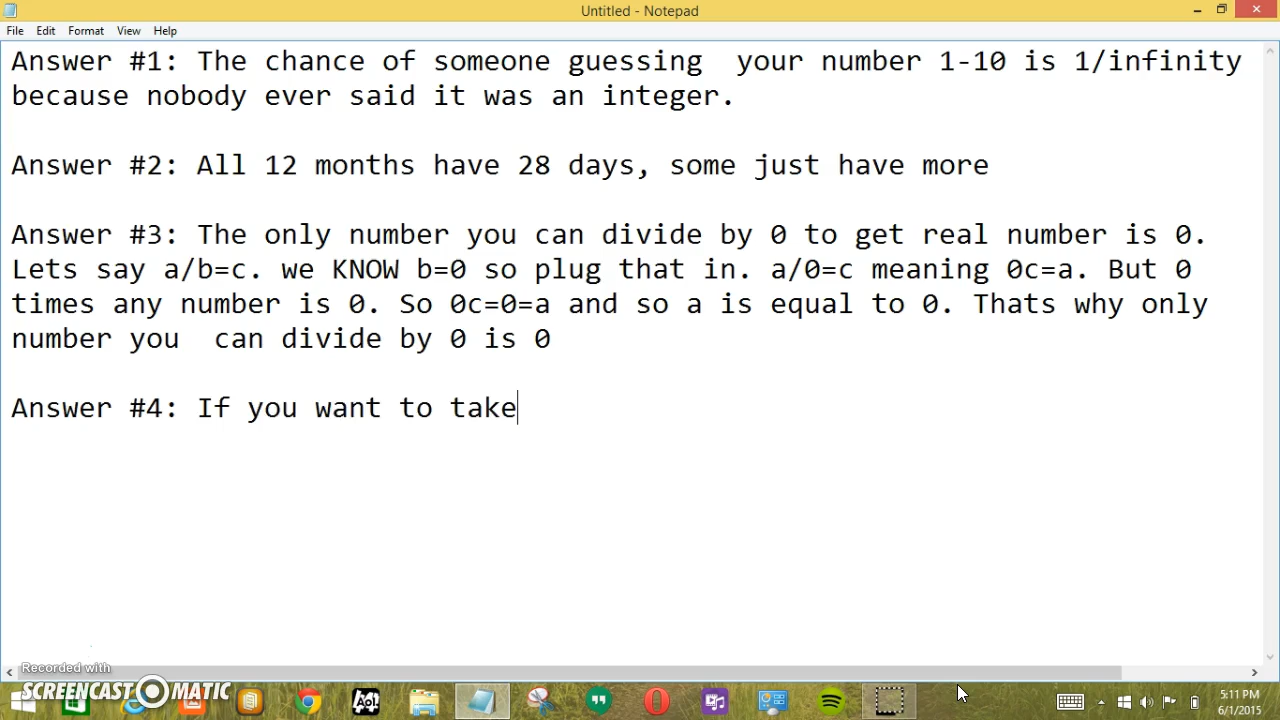 Untitled - Notepad
File Edit Format View Help
Answer #1: The chance of someone guessing  your number 1-10 is 1/infinity
because nobody ever said it was an integer.
Answer #2: All 12 months have 28 days, some just have more
Answer #3: The only number you can divide by 0 to get real number is 0.
Lets say a/b=c. we KNOW b=0 so plug that in. a/0=c meaning 0c=a. But 0
times any number is 0. So 0c=0=a and so a is equal to 0. Thats why only
number you  can divide by 0 is 0
Answer #4: If you want to take
Recorded with
SCREENCAST MATIC
Aol.
5:11 PM
6/1/2015